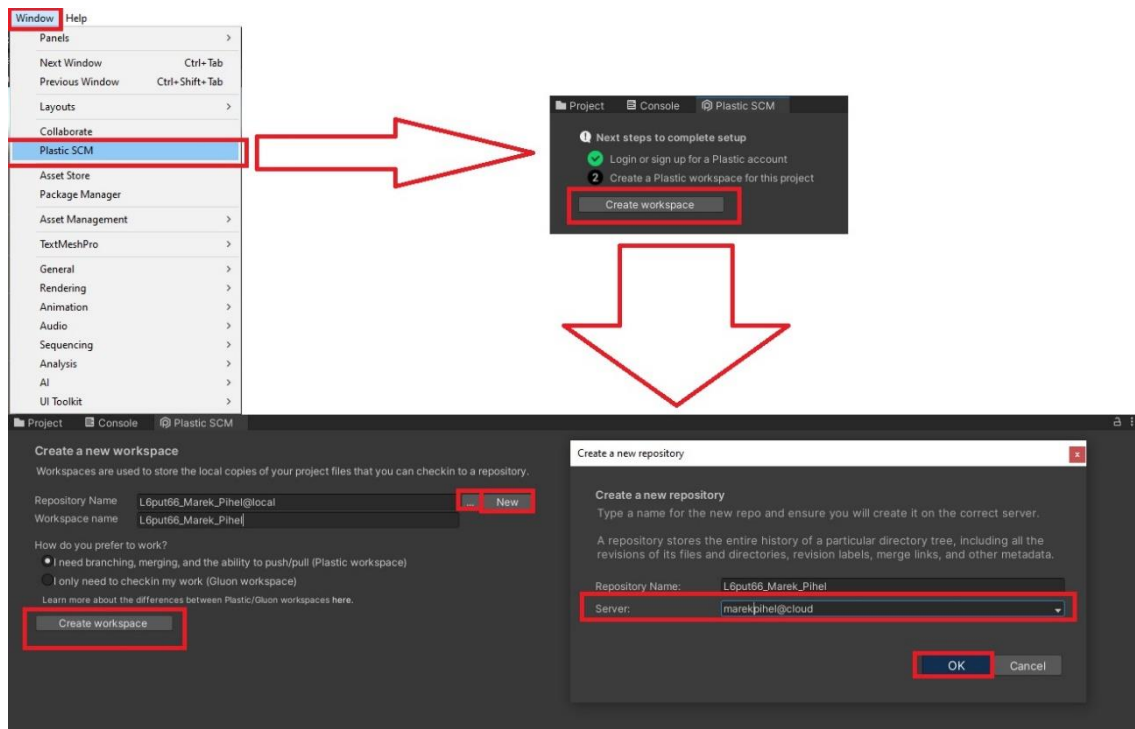 Window Help
Panels >
Next Window Ctrl+Tab
Previous Window Ctrl+Shift+Tab
Layouts >
Collaborate
Plastic SCM
Asset Store
Package Manager
Asset Management >
TextMeshPro >
General >
Rendering >
Animation >
Audio >
Sequencing >
Analysis >
AI >
UI Toolkit >
Project Console Plastic SCM
Next steps to complete setup
Login or sign up for a Plastic account
2 Create a Plastic workspace for this project
Create workspace
Project Console Plastic SCM
Create a new workspace
Workspaces are used to store the local copies of your project files that you can checkin to a repository.
Repository Name L6put66_Marek_Pihel@local ... New
Workspace name L6put66_Marek_Pihel
How do you prefer to work?
I need branching, merging, and the ability to push/pull (Plastic workspace)
I only need to checkin my work (Gluon workspace)
Learn more about the differences between Plastic/Gluon workspaces here.
Create workspace
Create a new repository x
Create a new repository
Type a name for the new repo and ensure you will create it on the correct server.
A repository stores the entire history of a particular directory tree, including all the
revisions of its files and directories, revision labels, merge links, and other metadata.
Repository Name: L6put66_Marek_Pihel
Server: marekpihel@cloud
OK Cancel